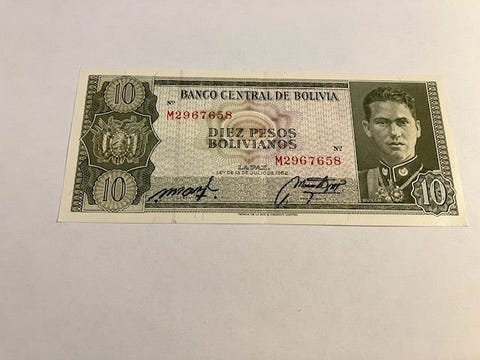 10
BANCO CENTRAL DE BOLIVIA
Nº
M2967658
DIEZ PESOS
BOLIVIANOS
Nº
M2967658
LA PAZ,
LEY DE 13 DE JULIO DE 1962
10
10